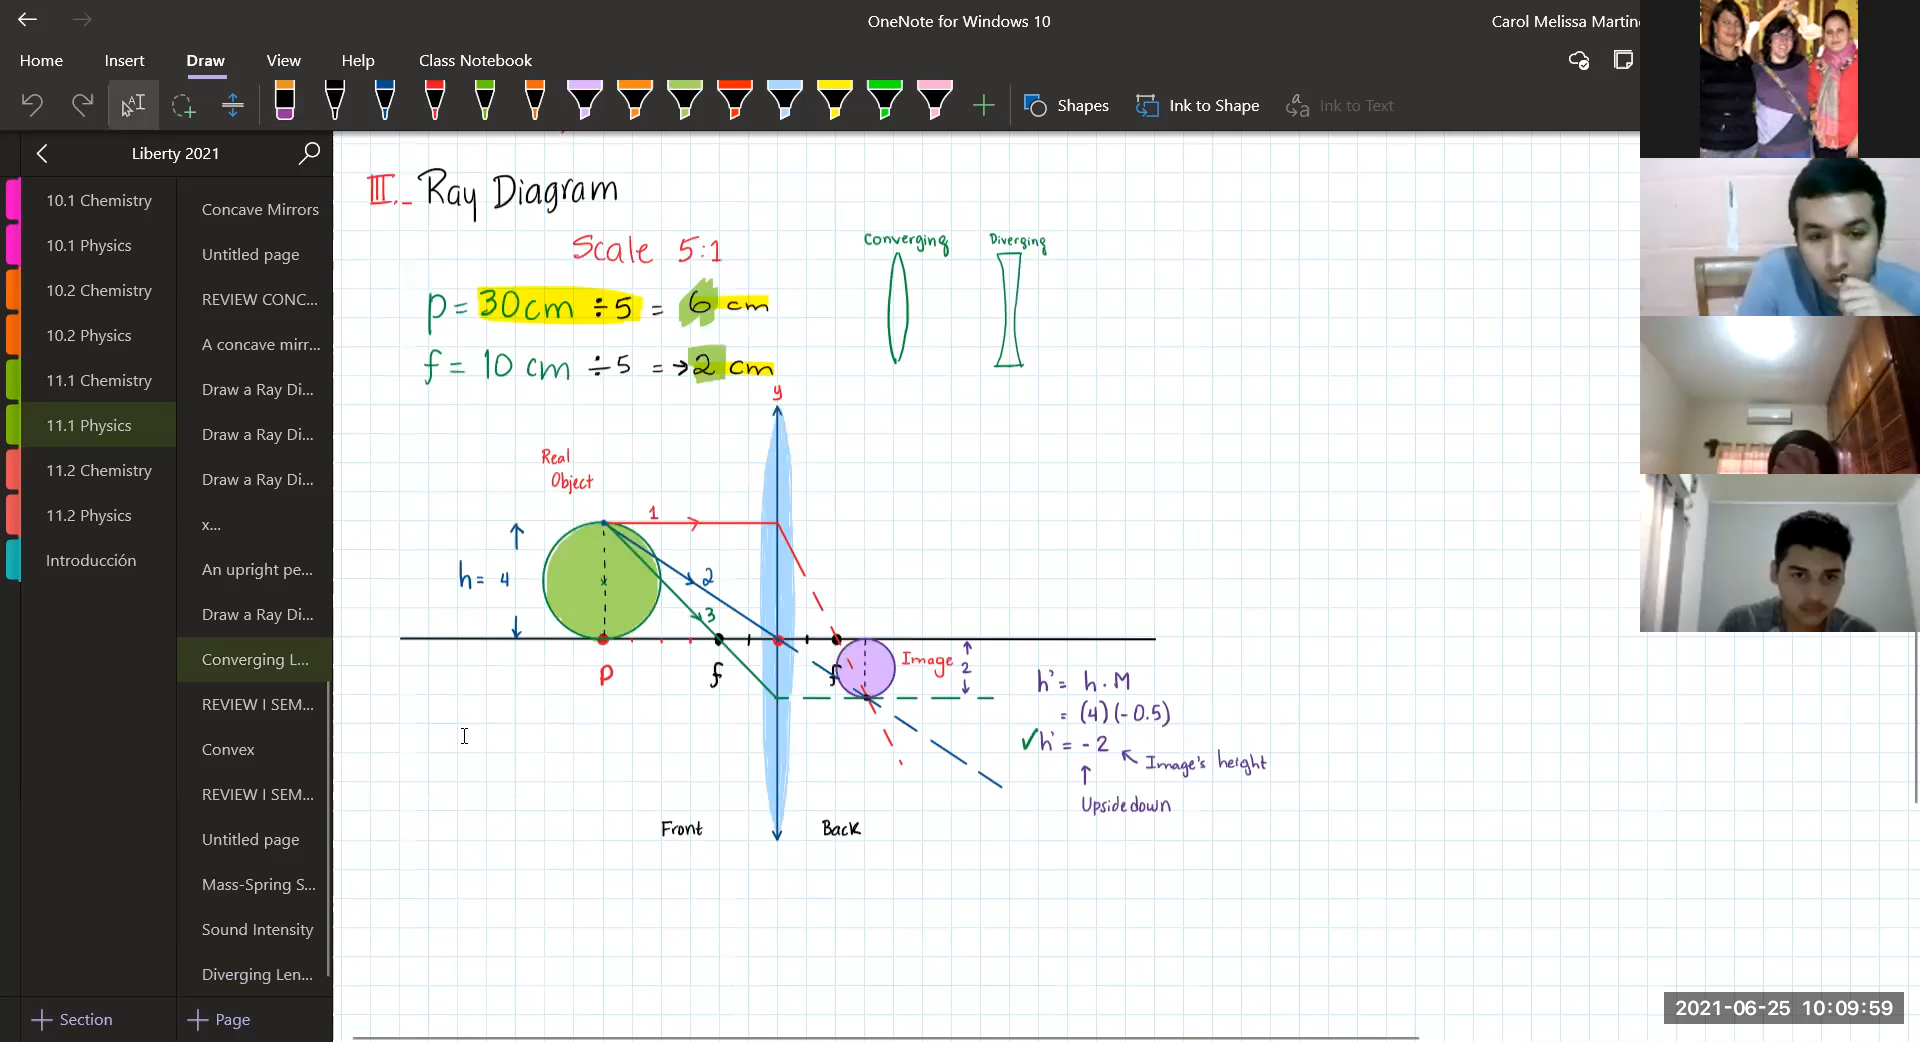 OneNote for Windows 10
Carol Melissa Martin
Home
Insert
Draw
View
Help
Class Notebook
Shapes
Ink to Shape
Ink to Text
Liberty 2021
10.1 Chemistry
10.1 Physics
10.2 Chemistry
10.2 Physics
11.1 Chemistry
11.1 Physics
11.2 Chemistry
11.2 Physics
Introducción
Section
Concave Mirrors
Untitled page
REVIEW CONC...
A concave mirr...
Draw a Ray Di...
Draw a Ray Di...
Draw a Ray Di...
x...
An upright pe...
Draw a Ray Di...
Converging L...
REVIEW I SEM...
Convex
REVIEW I SEM...
Untitled page
Mass-Spring S...
Sound Intensity
Diverging Len...
Page
III._ Ray Diagram
Scale 5:1
p = 30 cm ÷5 = 6 cm
f = 10 cm ÷5 = →2 cm
Converging
Diverging
y
Real
Object
1
h = 4
2
3
P
f
f
Image
2
h' = h . M
= (4)(-0.5)
✓h' = -2
Image's height
Upside down
Front
Back
2021-06-25 10:09:59